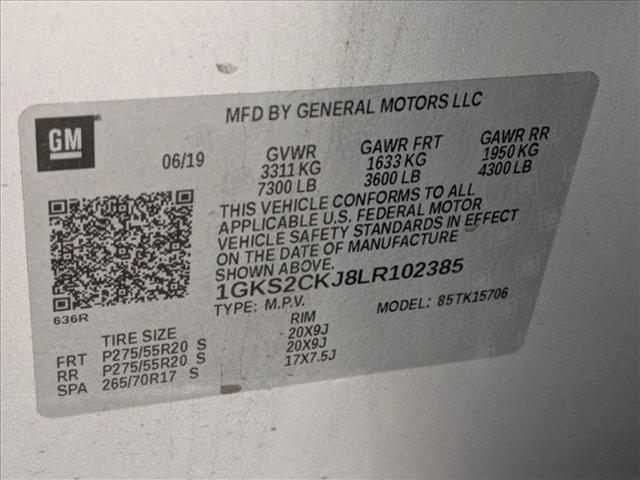 MFD BY GENERAL MOTORS LLC
GM
06/19
GVWR
3311 KG
7300 LB
GAWR FRT
1633 KG
3600 LB
GAWR RR
1950 KG
4300 LB
THIS VEHICLE CONFORMS TO ALL
APPLICABLE U.S. FEDERAL MOTOR
VEHICLE SAFETY STANDARDS IN EFFECT
ON THE DATE OF MANUFACTURE
SHOWN ABOVE.
1GKS2CKJ8LR102385
TYPE: M.P.V.
MODEL: 85TK15706
636R
TIRE SIZE RIM
FRT P275/55R20 S 20X9J
RR P275/55R20 S 20X9J
SPA 265/70R17 S 17X7.5J